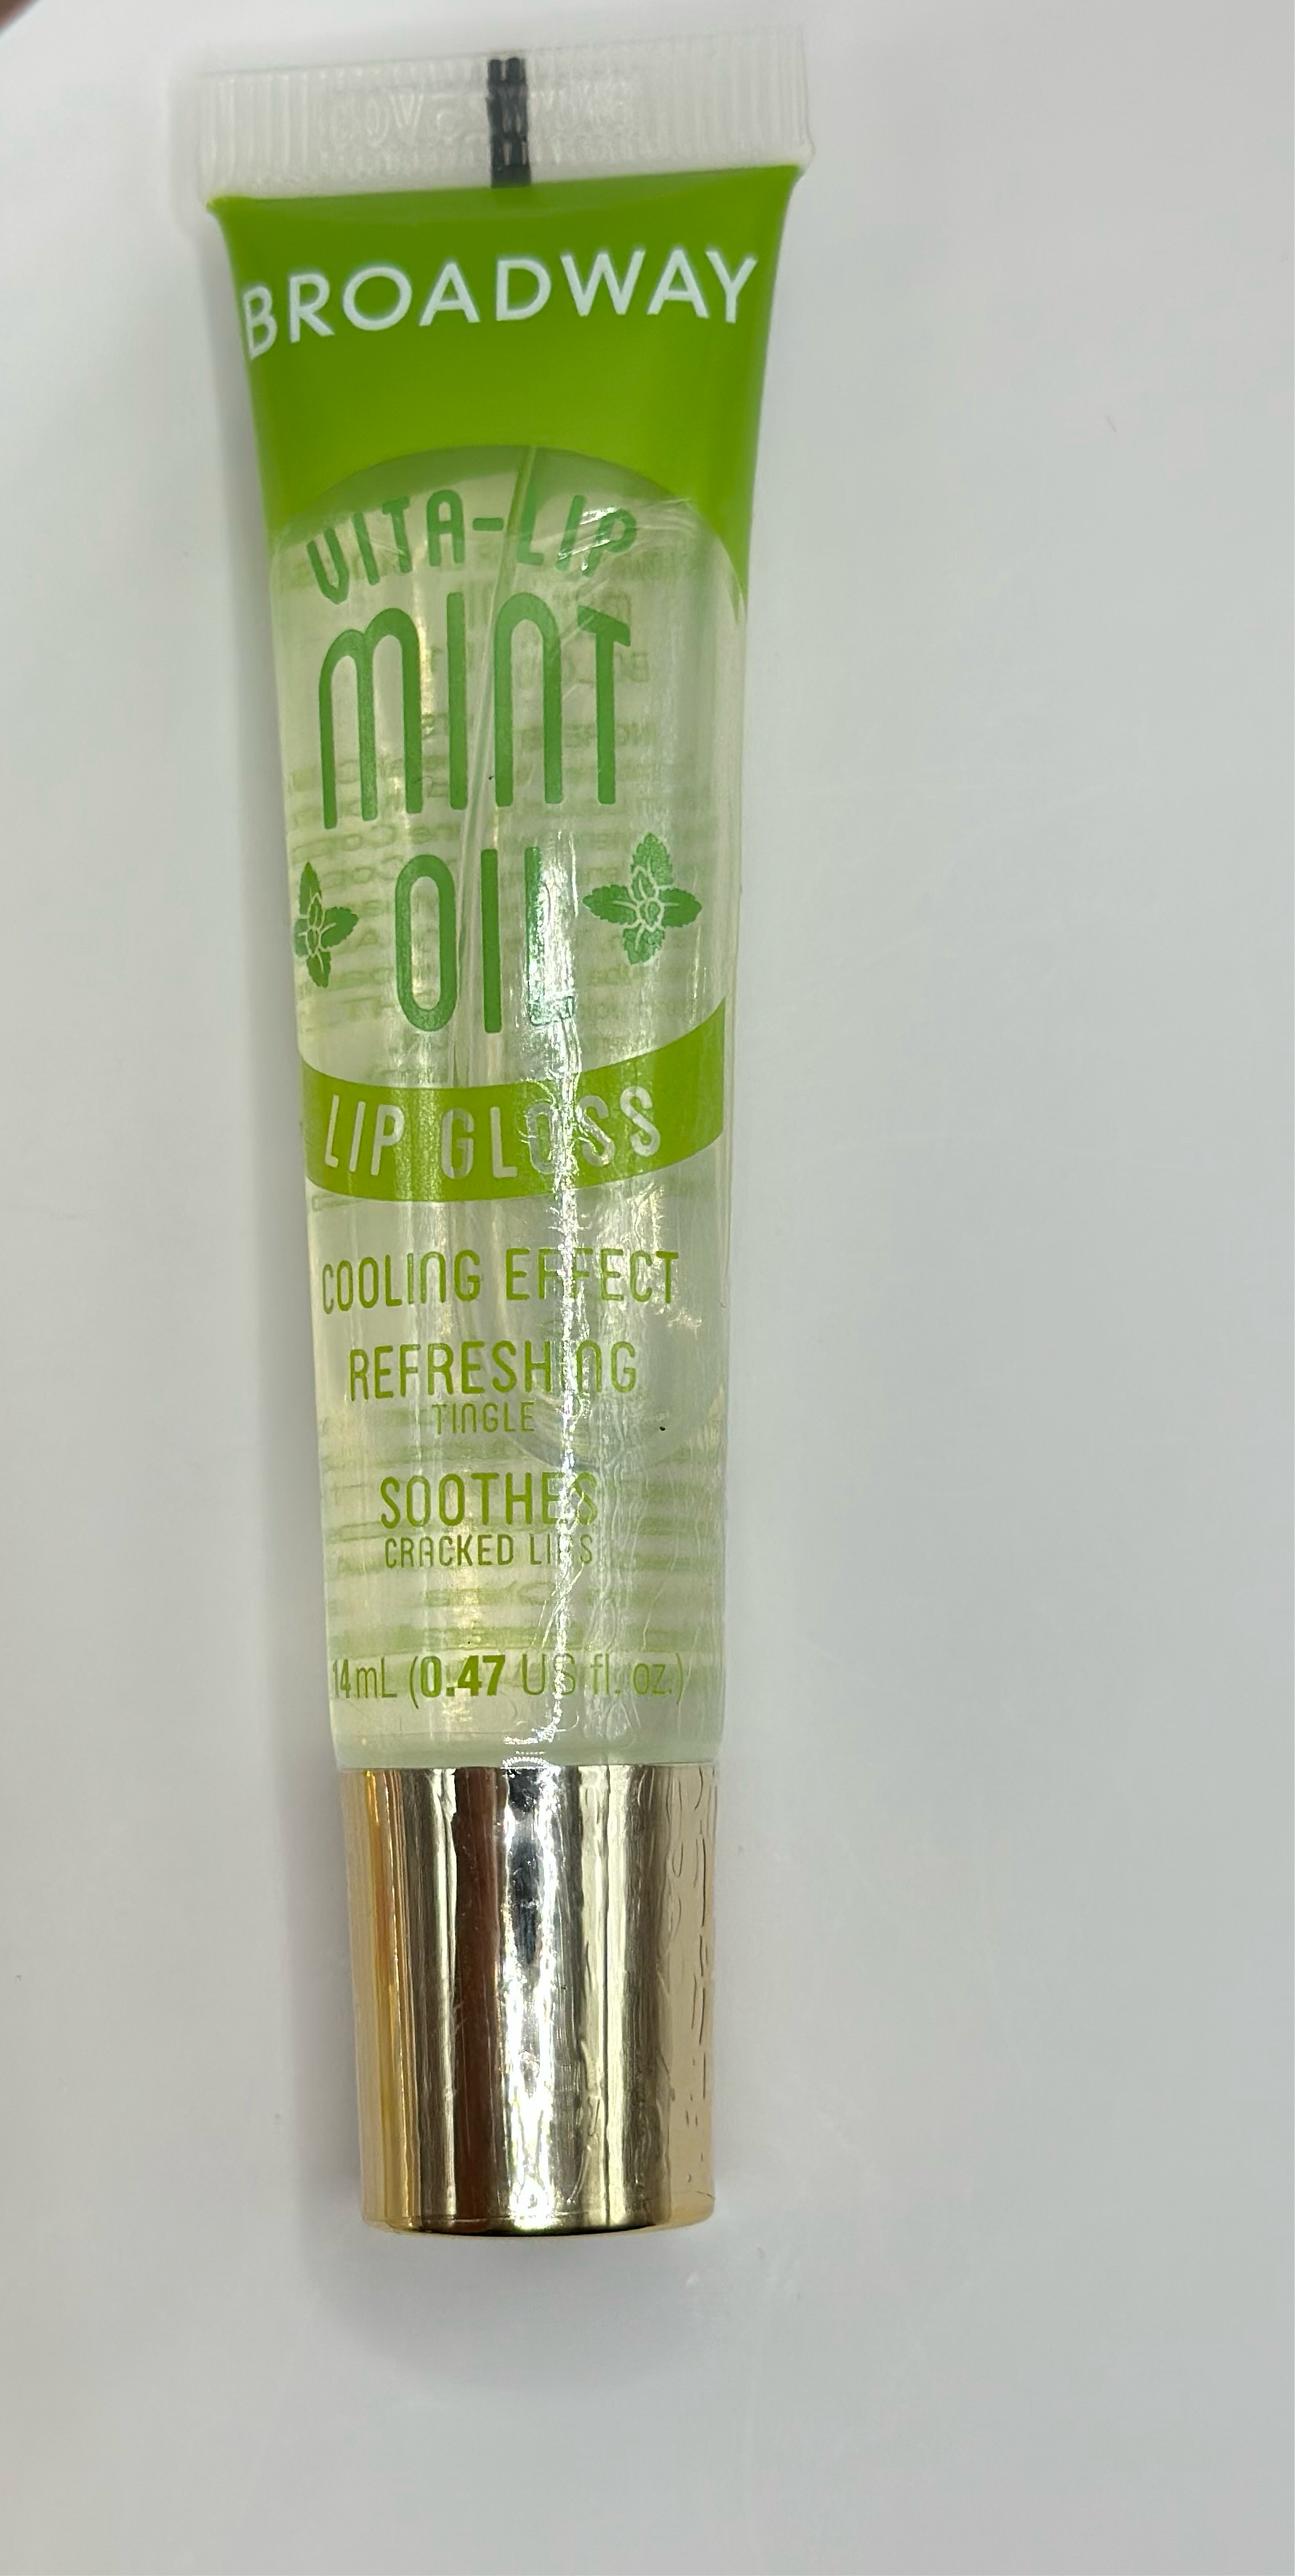 BROADWAY
VITA-LIP
MINT
OIL
LIP GLOSS
COOLING EFFECT
REFRESHING
TINGLE
SOOTHES
CRACKED LIPS
14mL (0.47 US fl. oz.)